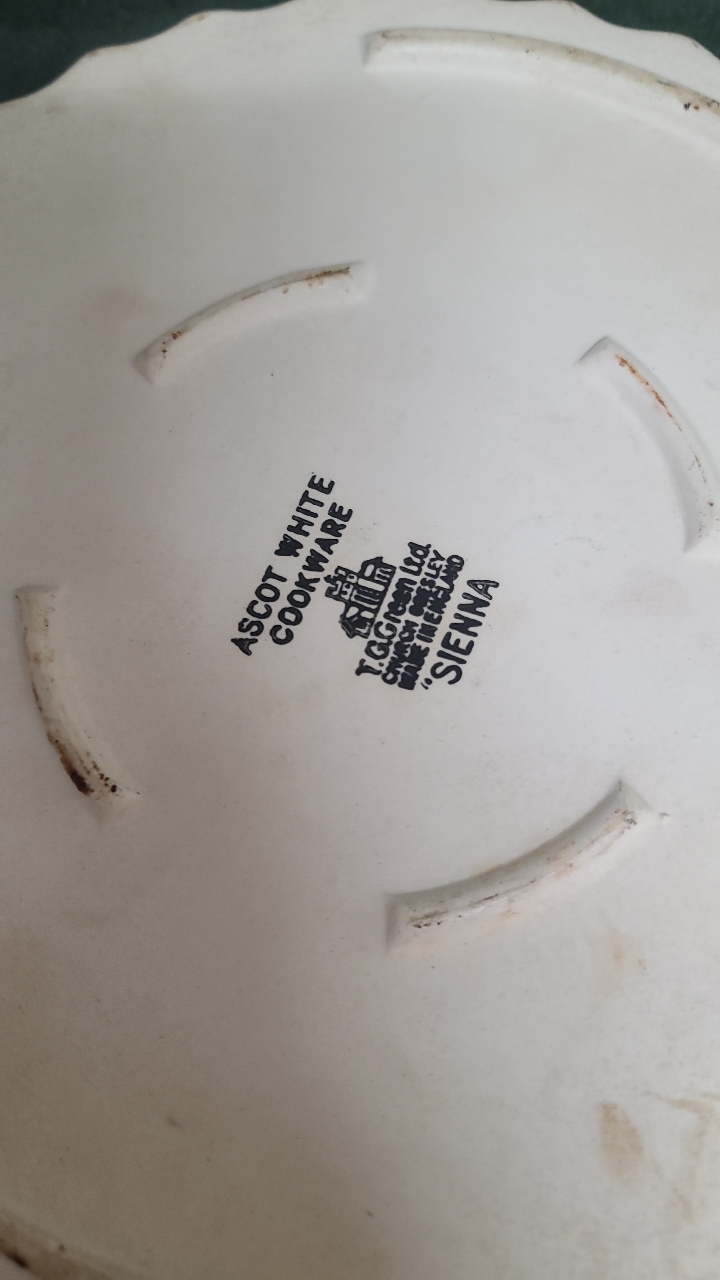 ASCOT WHITE
COOKWARE
T.G.Green Ltd.
CHURCH GRESLEY
MADE IN ENGLAND
"SIENNA